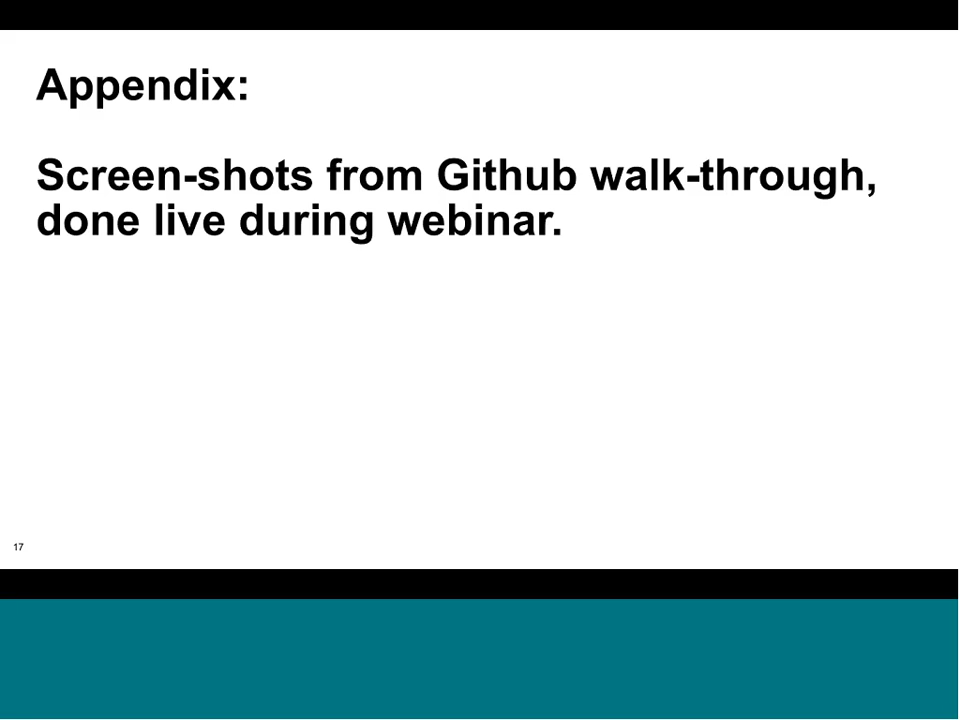 Appendix:
Screen-shots from Github walk-through,
done live during webinar.
17